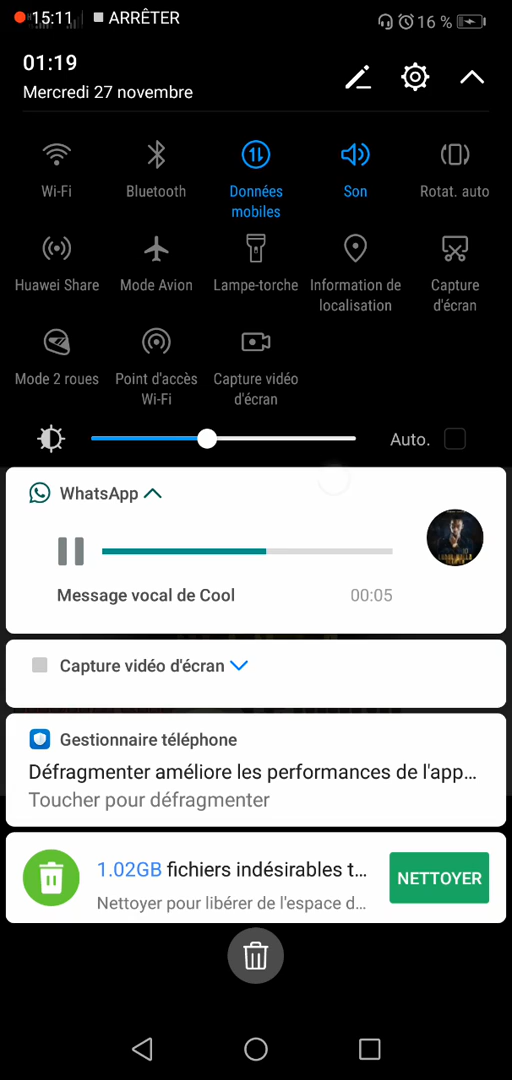 15:11 ARRÊTER 16 %
01:19
Mercredi 27 novembre
Wi-Fi Bluetooth Données mobiles Son Rotat. auto
Huawei Share Mode Avion Lampe-torche Information de localisation Capture d'écran
Mode 2 roues Point d'accès Wi-Fi Capture vidéo d'écran
Auto.
WhatsApp
Message vocal de Cool 00:05
Capture vidéo d'écran
Gestionnaire téléphone
Défragmenter améliore les performances de l'app...
Toucher pour défragmenter
1.02GB fichiers indésirables t...
NETTOYER
Nettoyer pour libérer de l'espace d...